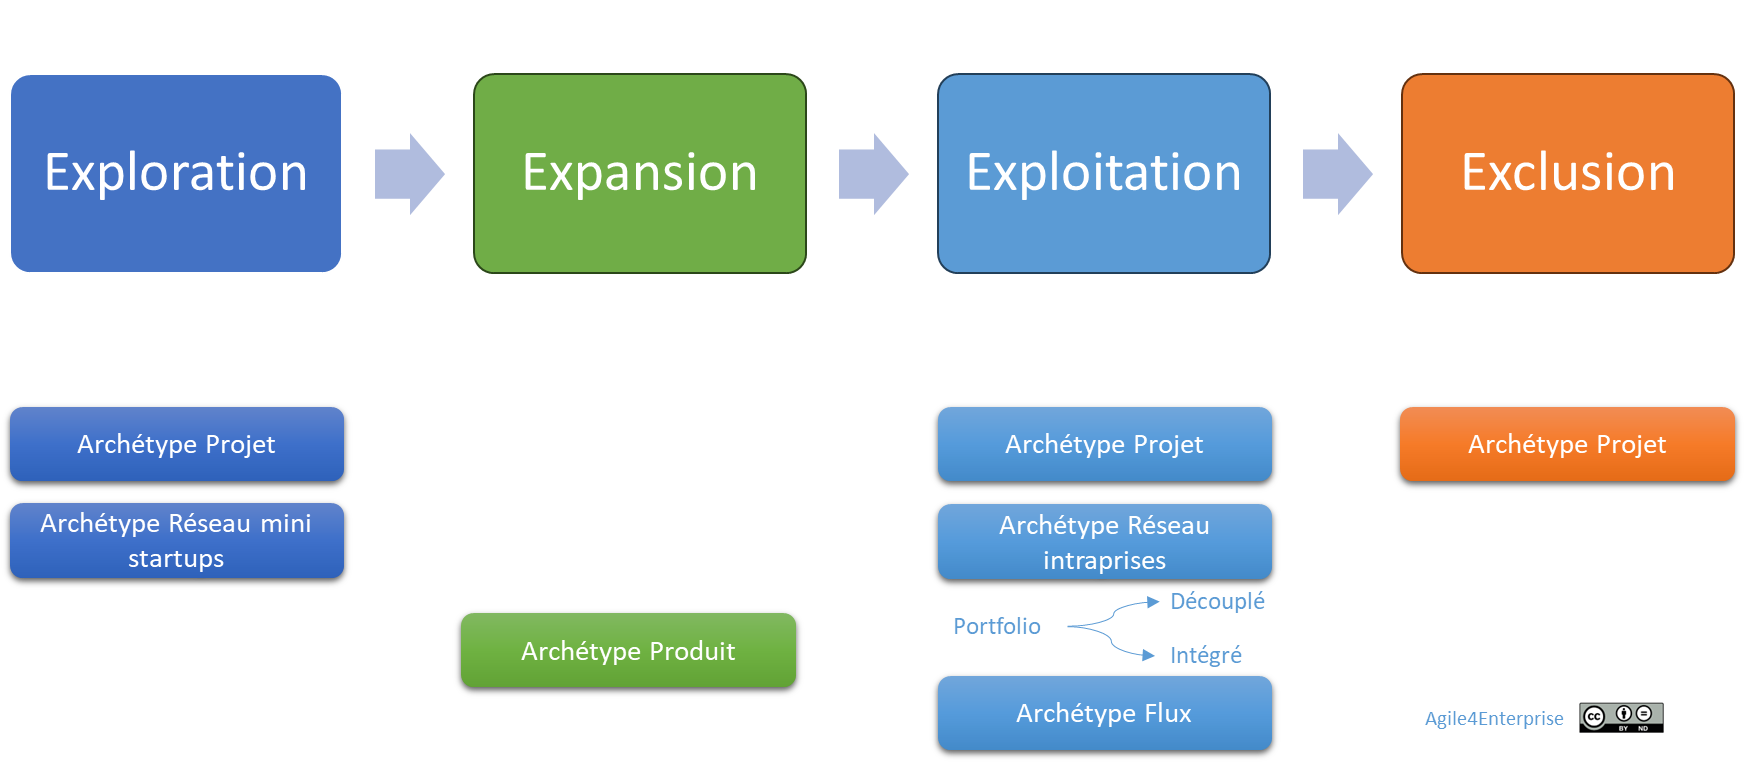 Exploration
Expansion
Exploitation
Exclusion
Archétype Projet
Archétype Projet
Archétype Projet
Archétype Réseau mini
startups
Archétype Réseau
intraprises
Découplé
Portfolio
Intégré
Archétype Produit
Archétype Flux
Agile4Enterprise
cc
BY ND